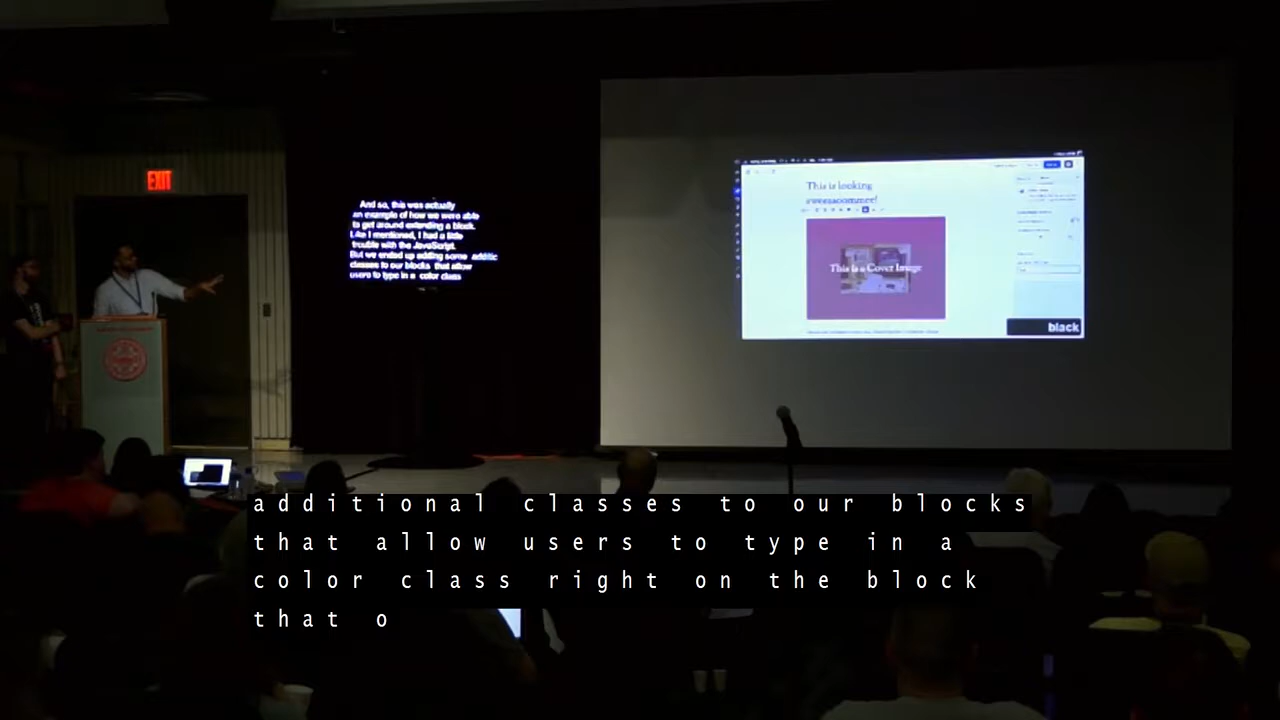 EXIT
And so, this was actually
an example of how we were able
to get around extending a block.
Like I mentioned, I had a little
trouble with the JavaScript.
But we ended up adding some additic
classes to our blocks that allow
users to type in a color class
This is looking
This is a Cover Image
black
additional classes to our blocks
that allow users to type in a
color class right on the block
that o